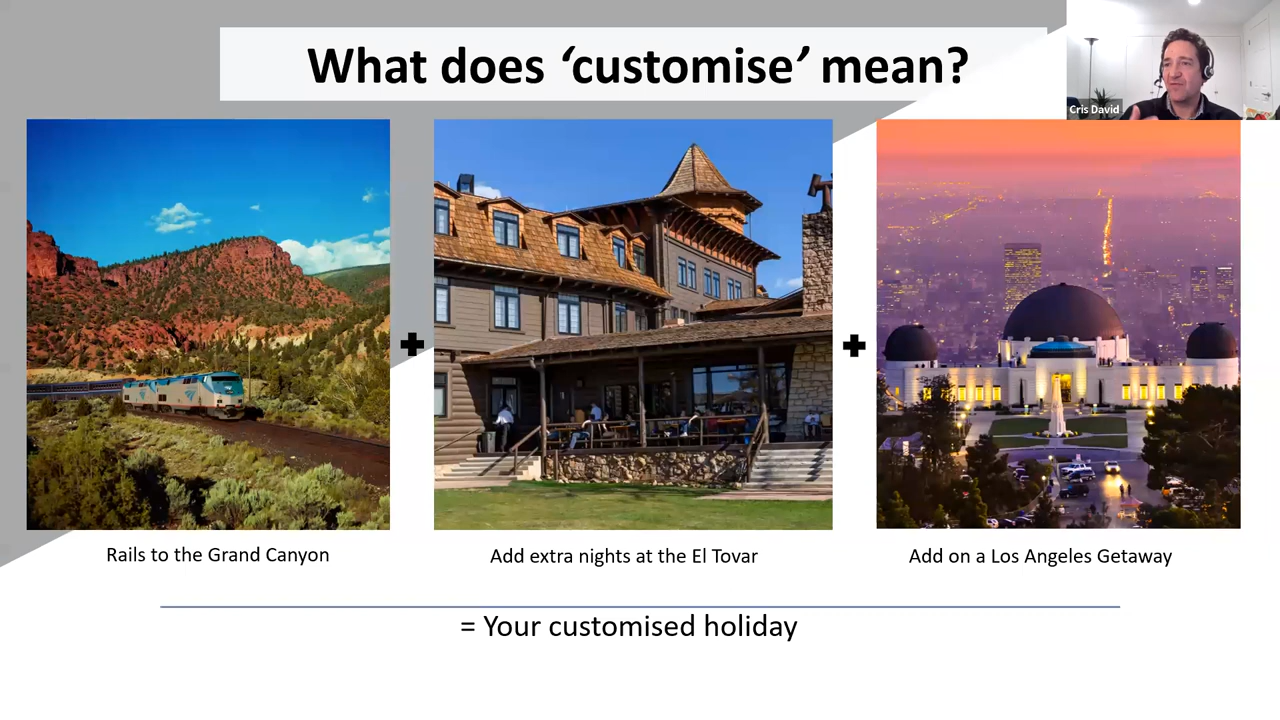 What does ‘customise’ mean?
Cris David
Rails to the Grand Canyon
Add extra nights at the El Tovar
Add on a Los Angeles Getaway
= Your customised holiday